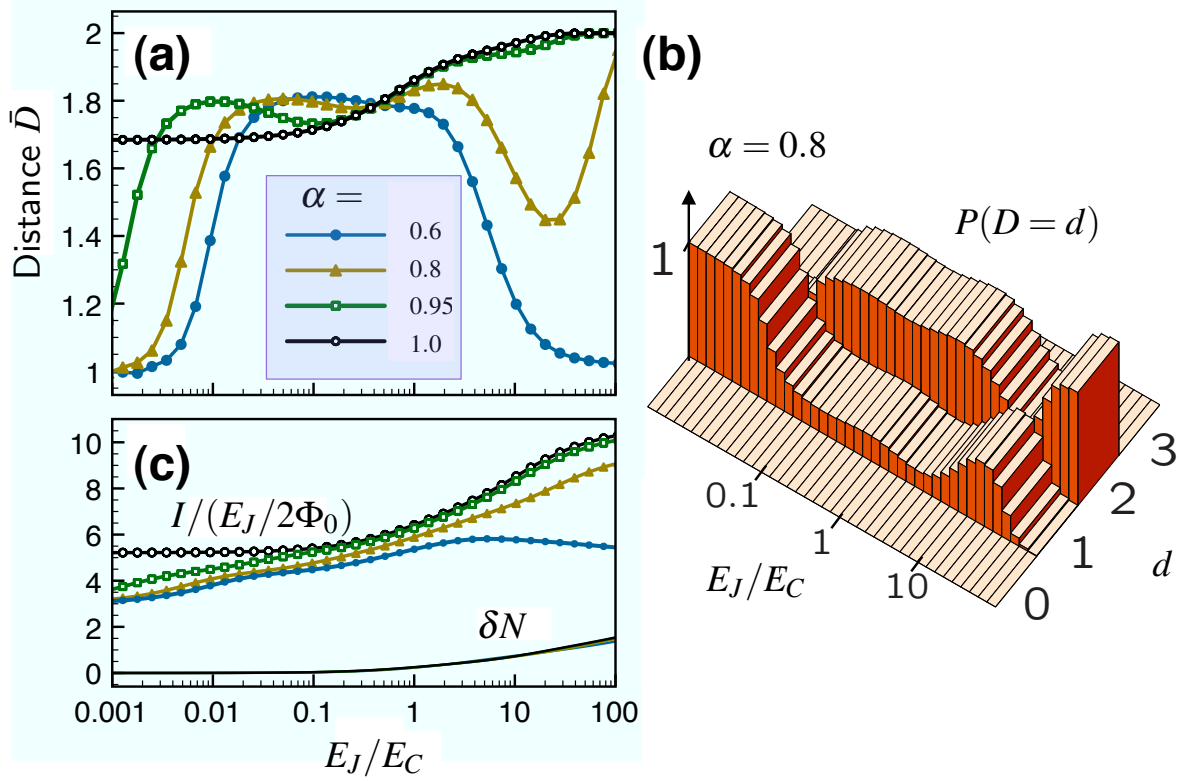 (a)
Distance D̄
2
1.8
1.6
1.4
1.2
1
α =
0.6
0.8
0.95
1.0
(b)
α = 0.8
P(D = d)
1
0.1
1
10
E_J/E_C
0
1
2
3
d
(c)
10
8
6
4
2
0
I/(E_J/2Φ₀)
δN
0.001
0.01
0.1
1
10
100
E_J/E_C